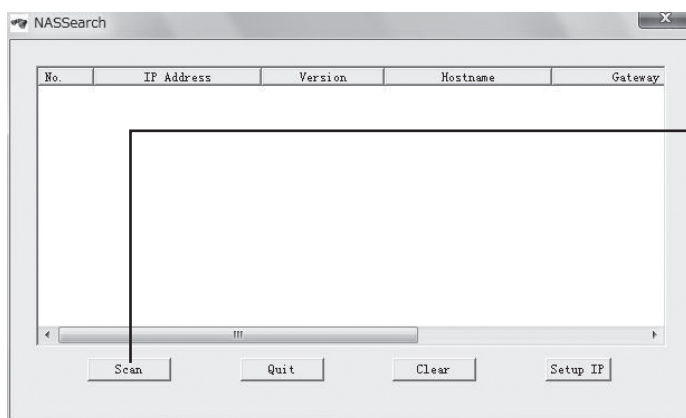 NASSearch
No. IP Address Version Hostname Gateway
Scan Quit Clear Setup IP